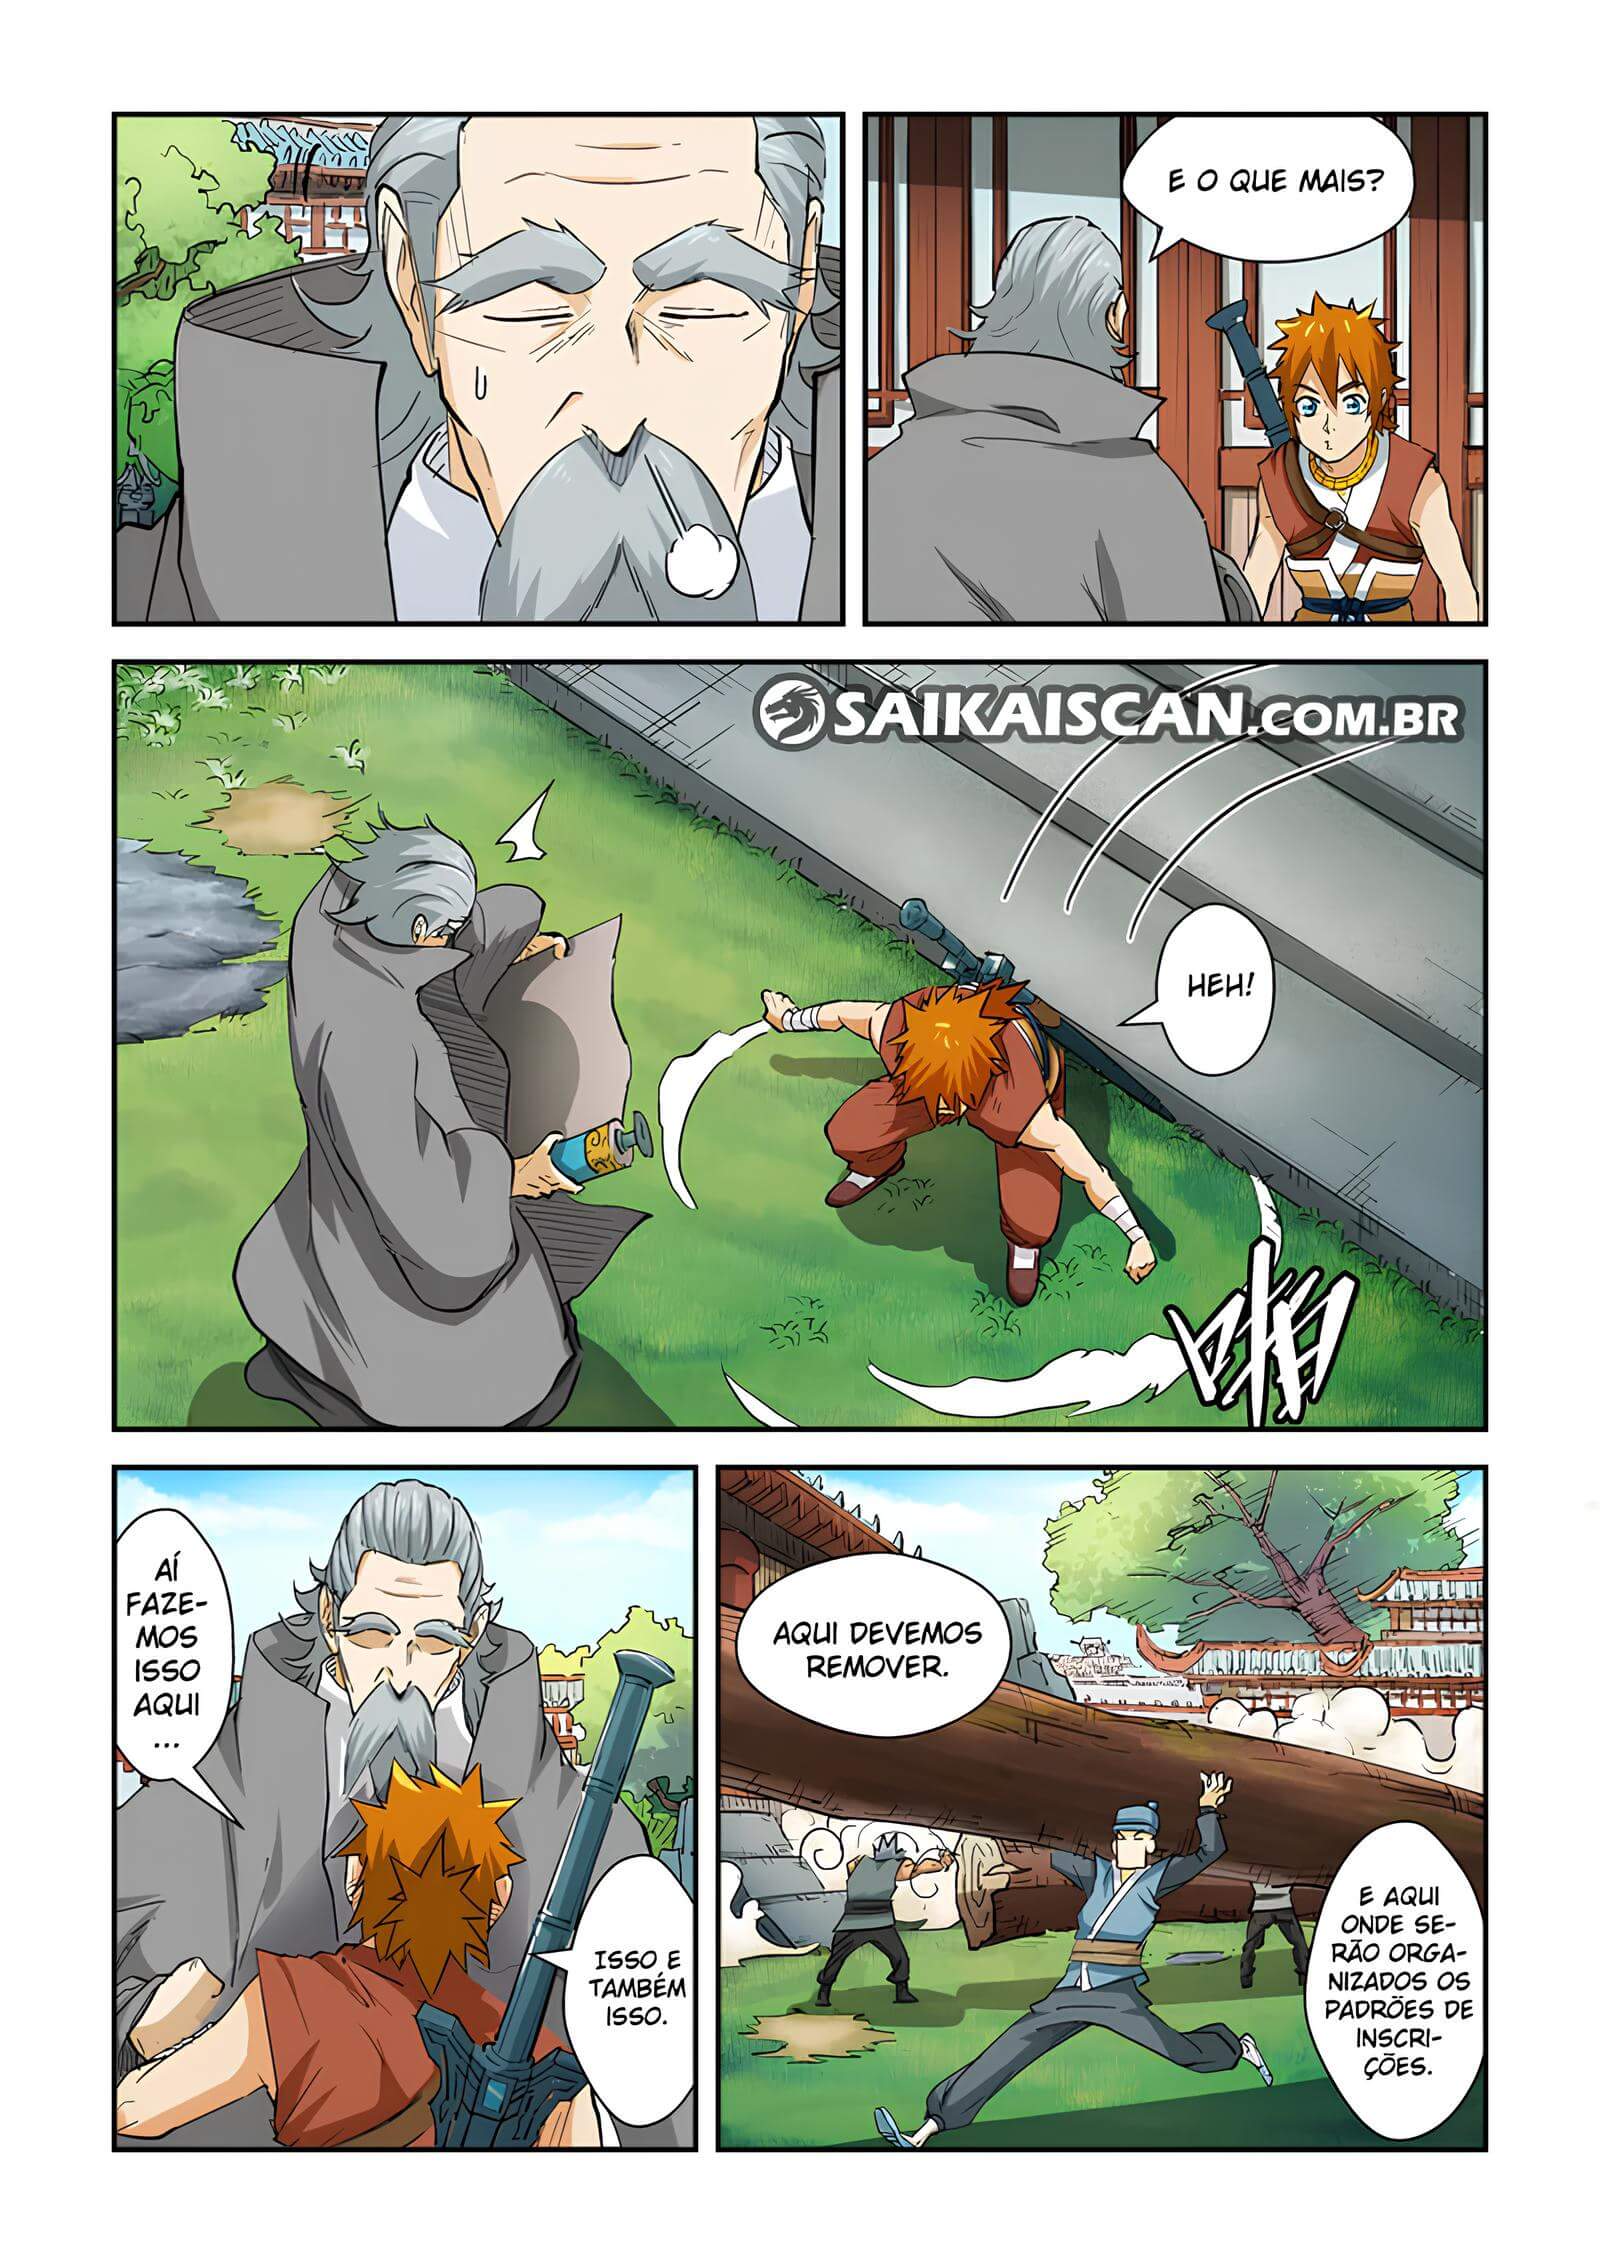 E O QUE MAIS?
SAIKAISCAN.COM.BR
HEH!
AÍ
FAZE-
MOS
ISSO
AQUI
...
ISSO E
TAMBÉM
ISSO.
AQUI DEVEMOS
REMOVER.
E AQUI
ONDE SE-
RÃO ORGA-
NIZADOS OS
PADRÕES DE
INSCRI-
ÇÕES.